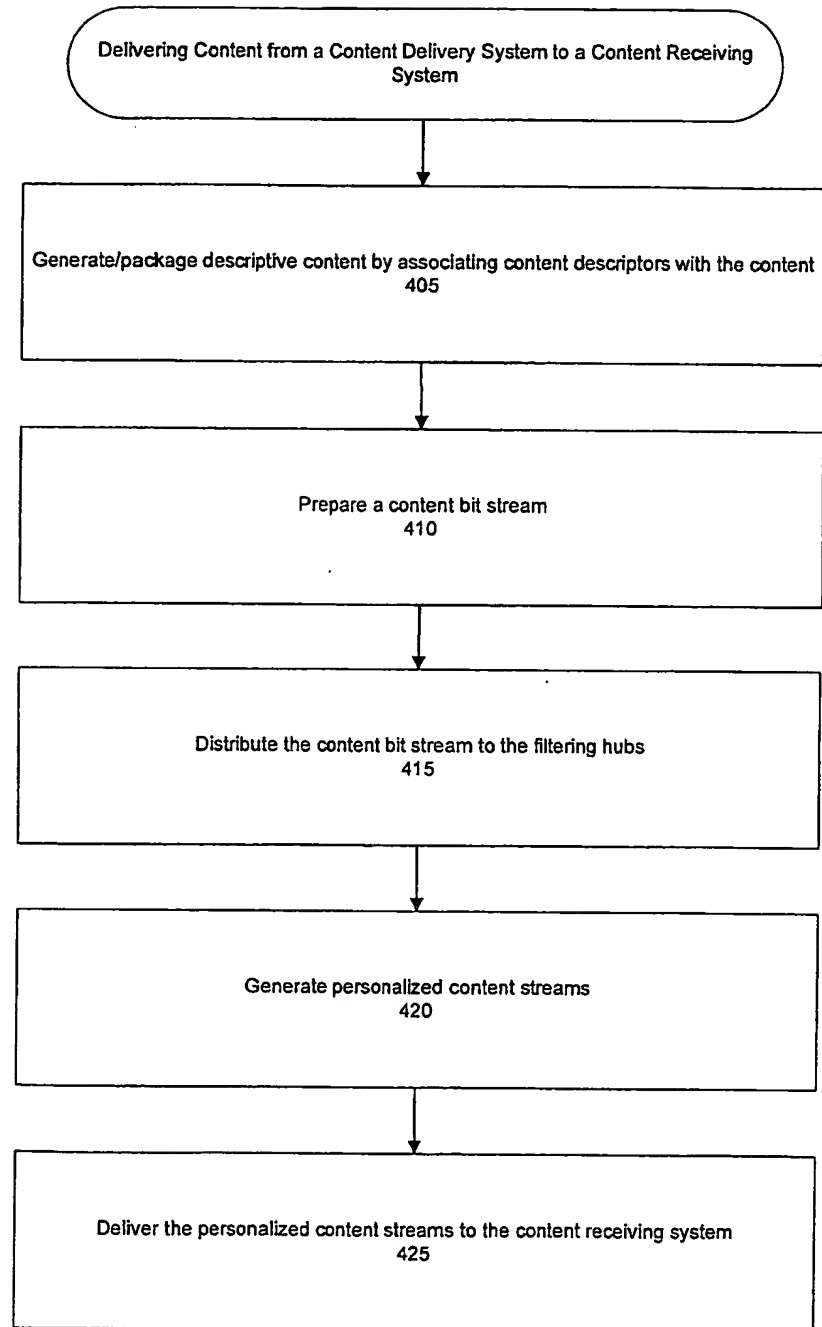 Delivering Content from a Content Delivery System to a Content Receiving
System
Generate/package descriptive content by associating content descriptors with the content
405
Prepare a content bit stream
410
Distribute the content bit stream to the filtering hubs
415
Generate personalized content streams
420
Deliver the personalized content streams to the content receiving system
425